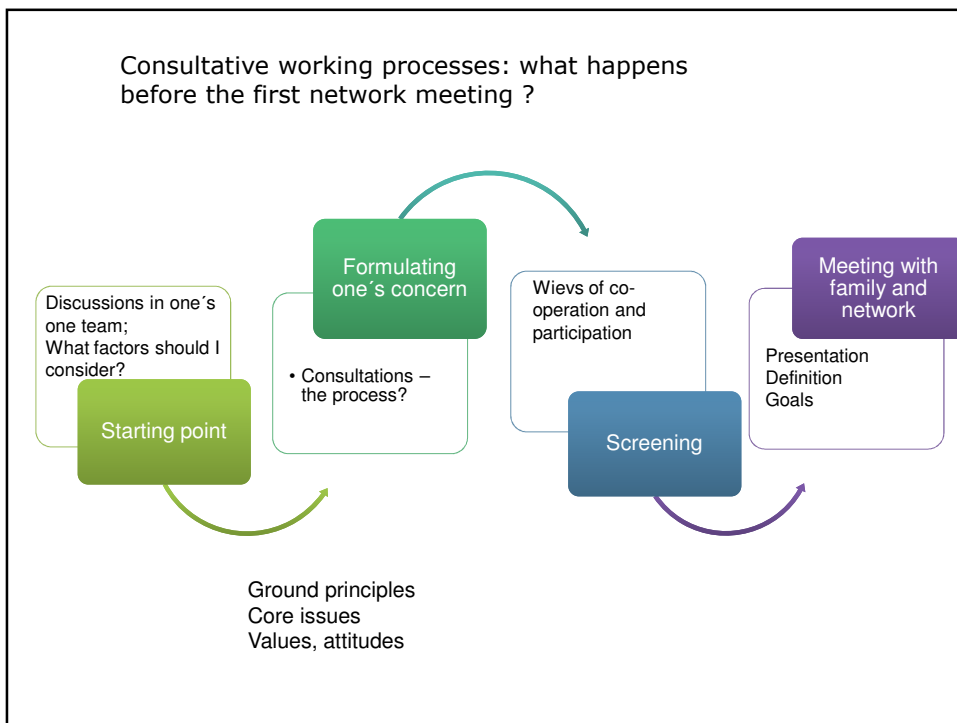 Consultative working processes: what happens
before the first network meeting ?
Discussions in one´s
one team;
What factors should I
consider?
Starting point
Formulating
one´s concern
• Consultations –
the process?
Wievs of co-
operation and
participation
Screening
Meeting with
family and
network
Presentation
Definition
Goals
Ground principles
Core issues
Values, attitudes